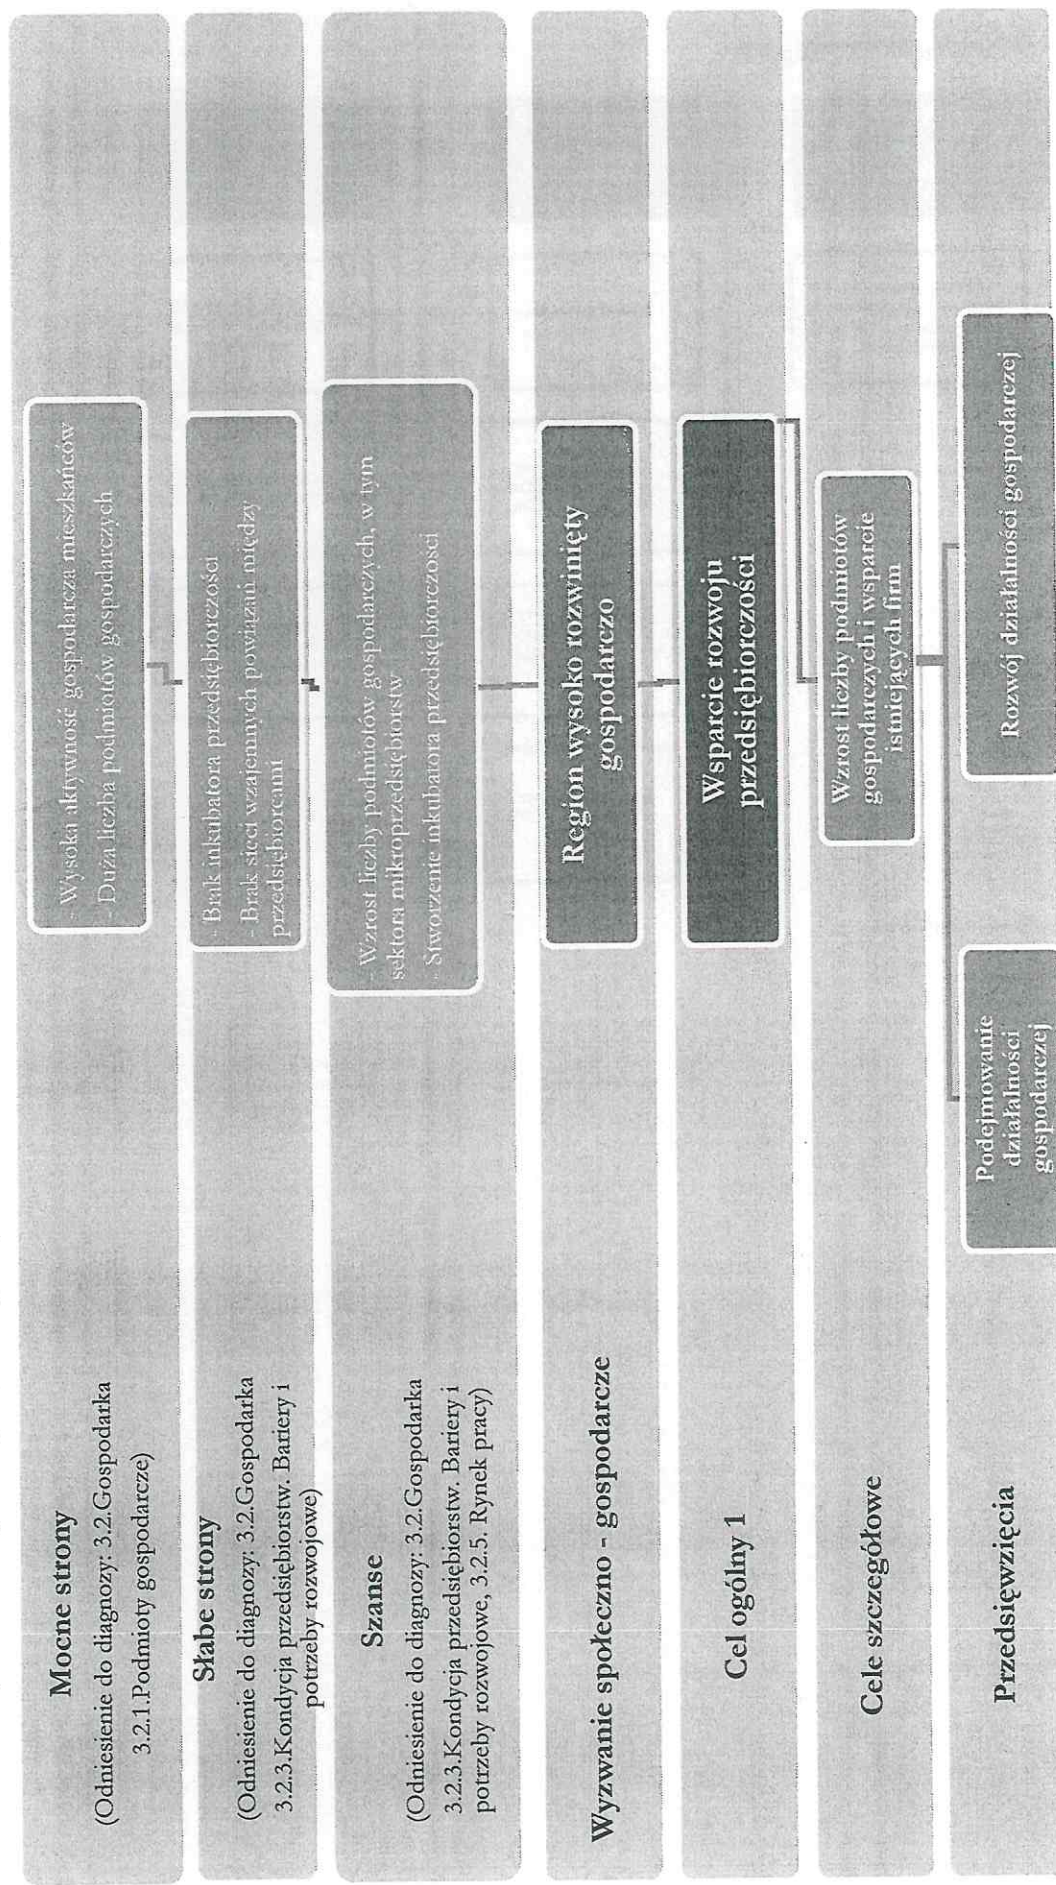 Mocne strony
(Odniesienie do diagnozy: 3.2.Gospodarka
3.2.1.Podmioty gospodarcze)
- Wysoka aktywność gospodarcza mieszkańców
- Duża liczba podmiotów gospodarczych
Słabe strony
(Odniesienie do diagnozy: 3.2.Gospodarka
3.2.3.Kondycja przedsiębiorstw. Bariery i
potrzeby rozwojowe)
- Brak inkubatora przedsiębiorczości
- Brak sieci wzajemnych powiązań między
przedsiębiorcami
Szanse
(Odniesienie do diagnozy: 3.2.Gospodarka
3.2.3.Kondycja przedsiębiorstw. Bariery i
potrzeby rozwojowe, 3.2.5. Rynek pracy)
- Wzrost liczby podmiotów gospodarczych, w tym
sektora mikroprzedsiębiorstw
- Stworzenie inkubatora przedsiębiorczości
Wyzwanie społeczno - gospodarcze
Region wysoko rozwinięty
gospodarczo
Cel ogólny 1
Wsparcie rozwoju
przedsiębiorczości
Cele szczegółowe
Wzrost liczby podmiotów
gospodarczych i wsparcie
istniejących firm
Przedsięwzięcia
Podejmowanie
działalności
gospodarczej
Rozwój działalności gospodarczej